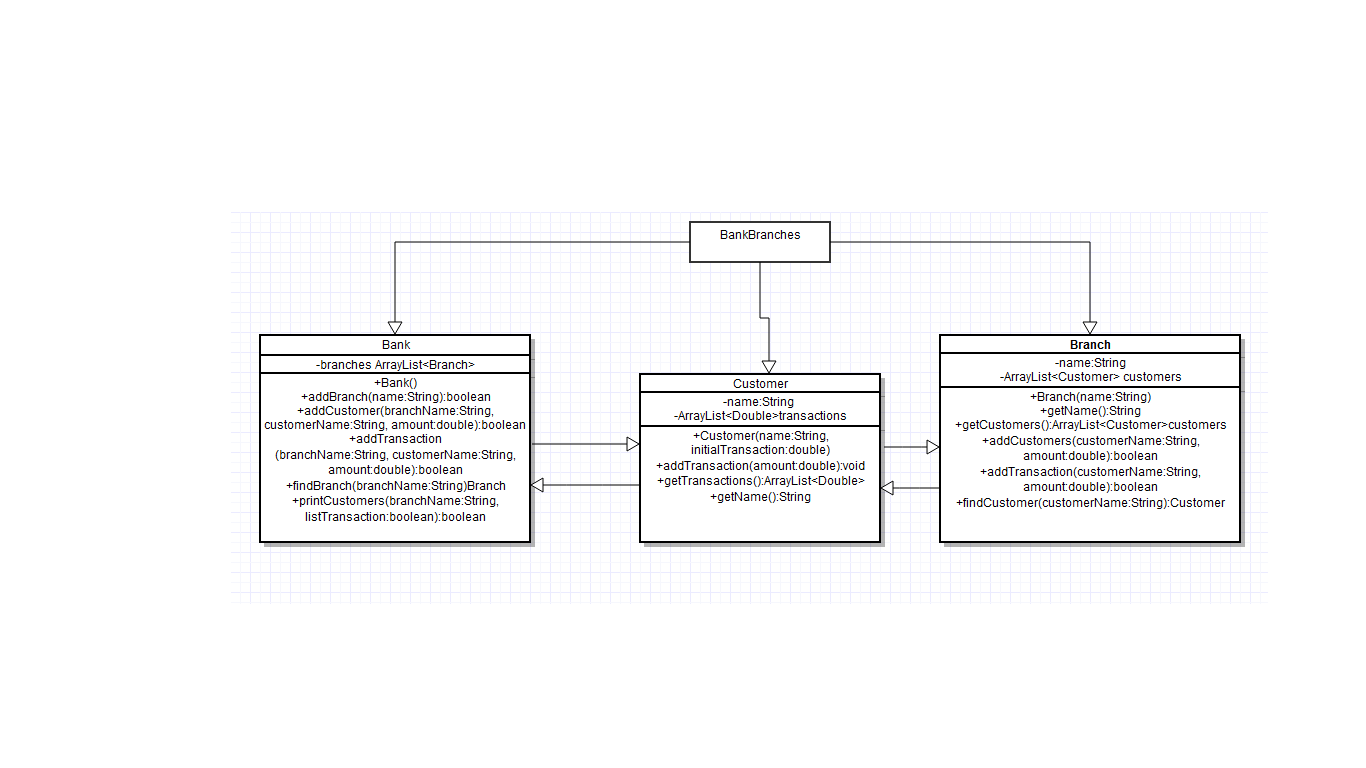 BankBranches
Bank
-branches ArrayList<Branch>
+Bank()
+addBranch(name:String):boolean
+addCustomer(branchName:String,
customerName:String, amount:double):boolean
+addTransaction
(branchName:String, customerName:String,
amount:double):boolean
+findBranch(branchName:String)Branch
+printCustomers(branchName:String,
listTransaction:boolean):boolean
Customer
-name:String
-ArrayList<Double>transactions
+Customer(name:String,
initialTransaction:double)
+addTransaction(amount:double):void
+getTransactions():ArrayList<Double>
+getName():String
Branch
-name:String
-ArrayList<Customer> customers
+Branch(name:String)
+getName():String
+getCustomers():ArrayList<Customer>customers
+addCustomers(customerName:String,
amount:double):boolean
+addTransaction(customerName:String,
amount:double):boolean
+findCustomer(customerName:String):Customer